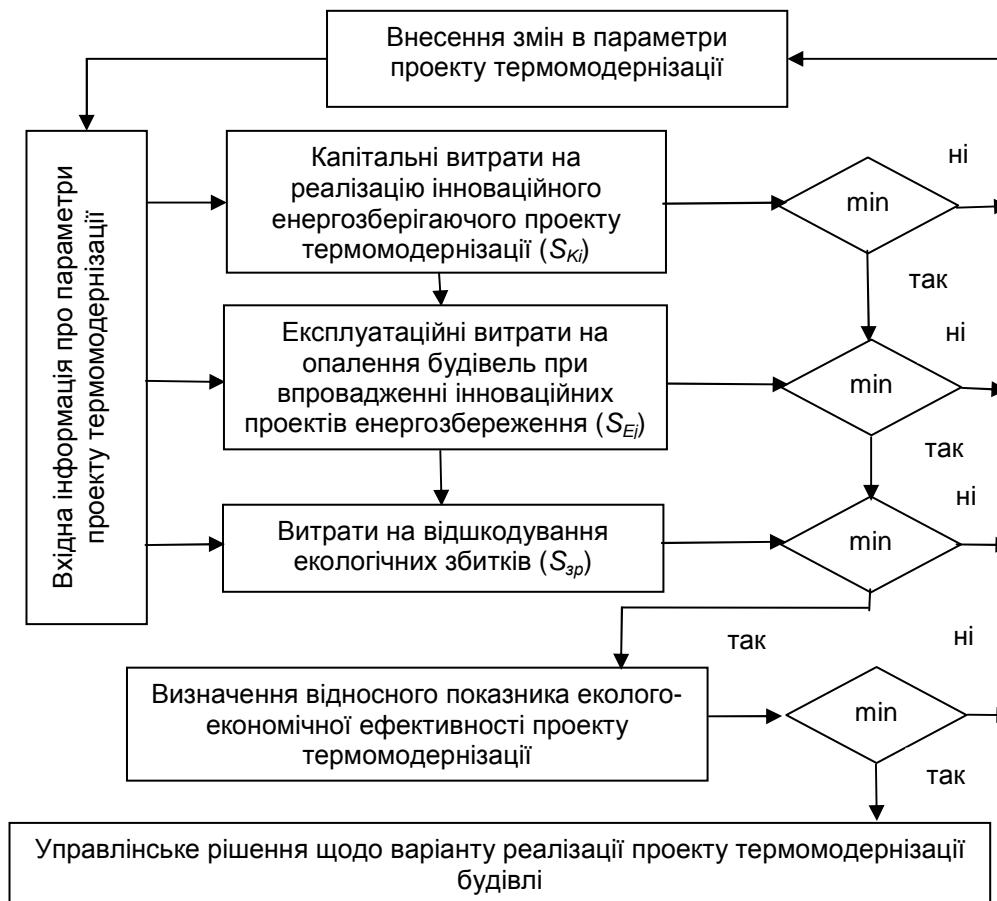 Внесення змін в параметри
проекту термомодернізації
Вхідна інформація про параметри
проекту термомодернізації
Капітальні витрати на
реалізацію інноваційного
енергозберігаючого проекту
термомодернізації (S_Ki)
min
ні
так
Експлуатаційні витрати на
опалення будівель при
впровадженні інноваційних
проектів енергозбереження (S_Ej)
min
ні
так
Витрати на відшкодування
екологічних збитків (S_зр)
min
ні
так
Визначення відносного показника еколого-
економічної ефективності проекту
термомодернізації
min
ні
так
Управлінське рішення щодо варіанту реалізації проекту термомодернізації
будівлі